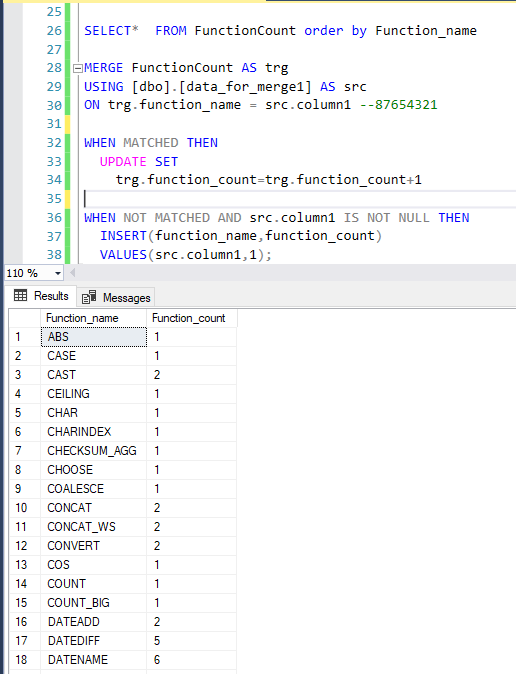 25
26 SELECT* FROM FunctionCount order by Function_name
27
28 MERGE FunctionCount AS trg
29 USING [dbo].[data_for_merge1] AS src
30 ON trg.function_name = src.column1 --87654321
31
32 WHEN MATCHED THEN
33 UPDATE SET
34 trg.function_count=trg.function_count+1
35
36 WHEN NOT MATCHED AND src.column1 IS NOT NULL THEN
37 INSERT(function_name,function_count)
38 VALUES(src.column1,1);
110 %
Results Messages
Function_name Function_count
1 ABS 1
2 CASE 1
3 CAST 2
4 CEILING 1
5 CHAR 1
6 CHARINDEX 1
7 CHECKSUM_AGG 1
8 CHOOSE 1
9 COALESCE 1
10 CONCAT 2
11 CONCAT_WS 2
12 CONVERT 2
13 COS 1
14 COUNT 1
15 COUNT_BIG 1
16 DATEADD 2
17 DATEDIFF 5
18 DATENAME 6